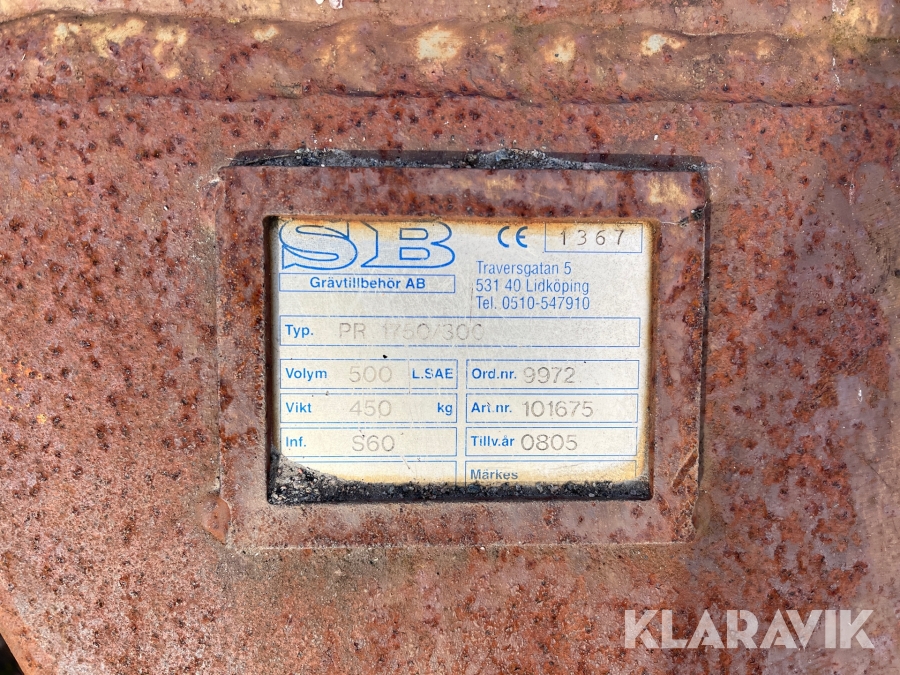 SB
Grävtillbehör AB
CE 1367
Traversgatan 5
531 40 Lidköping
Tel. 0510-547910
Typ. PR 1750/300
Volym 500 L.SAE
Ord.nr. 9972
Vikt 450 kg
Art.nr. 101675
Inf. S60
Tillv.år 0805
Märkes
KLARAVIK